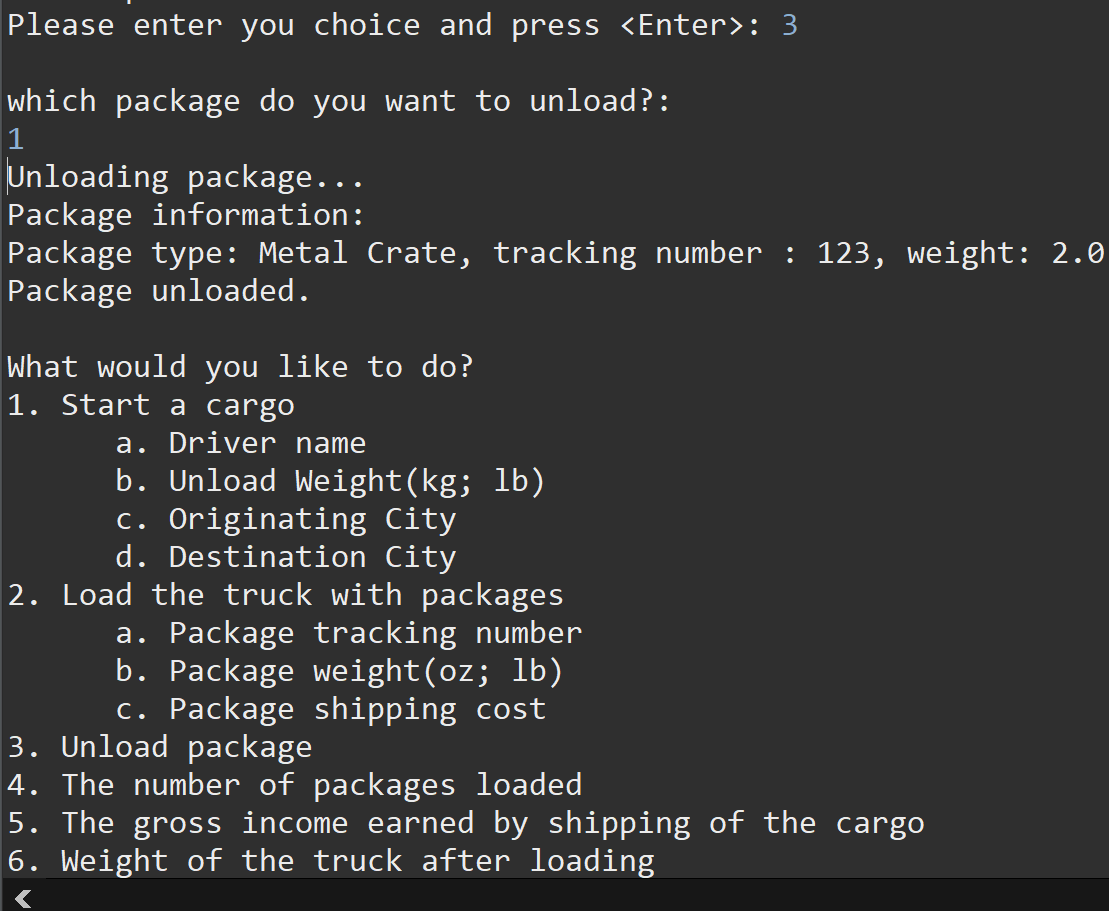 Please enter you choice and press <Enter>: 3
which package do you want to unload?:
1
Unloading package...
Package information:
Package type: Metal Crate, tracking number : 123, weight: 2.0
Package unloaded.
What would you like to do?
1. Start a cargo
a. Driver name
b. Unload Weight(kg; lb)
c. Originating City
d. Destination City
2. Load the truck with packages
a. Package tracking number
b. Package weight(oz; lb)
c. Package shipping cost
3. Unload package
4. The number of packages loaded
5. The gross income earned by shipping of the cargo
6. Weight of the truck after loading